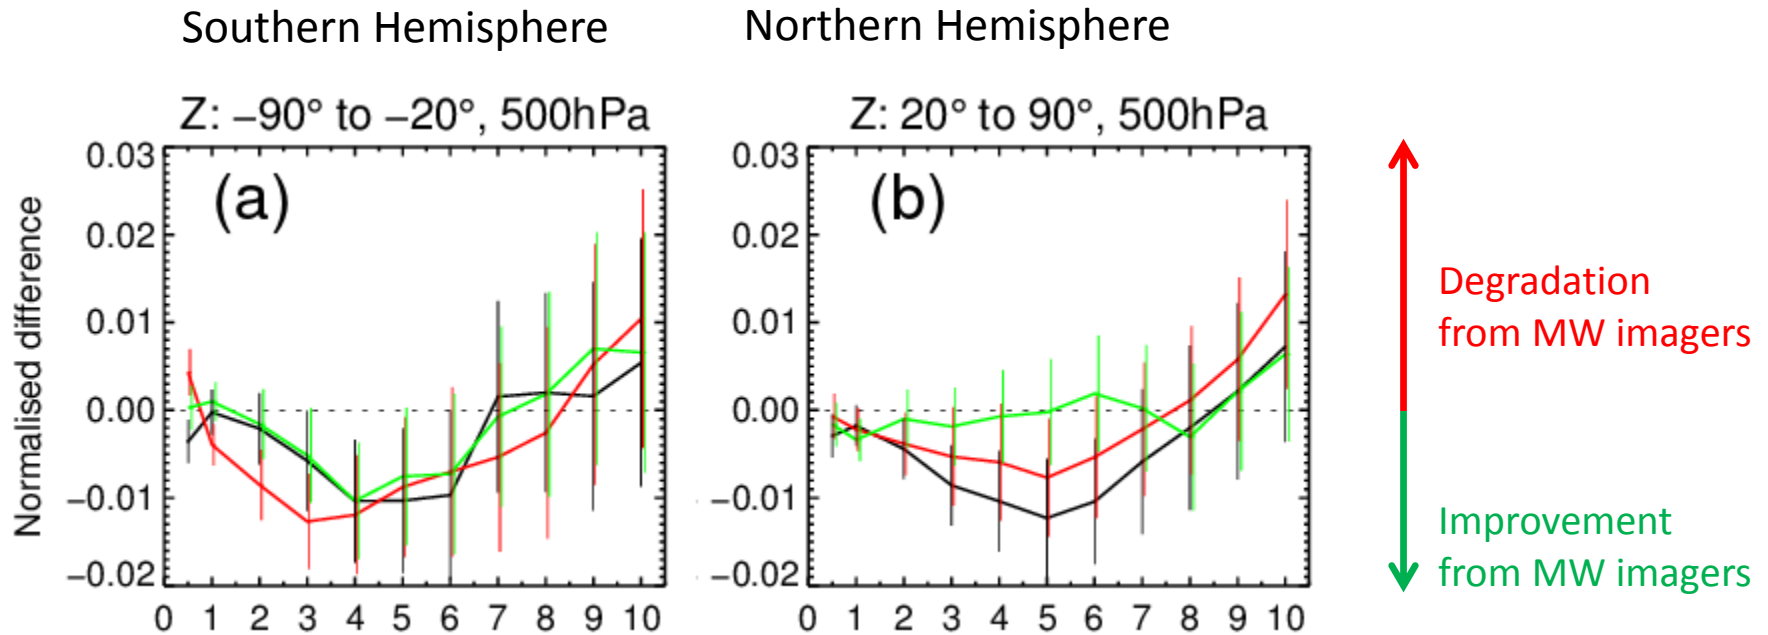 Southern Hemisphere
Northern Hemisphere
Z: −90° to −20°, 500hPa
Z: 20° to 90°, 500hPa
(a)
(b)
Normalised difference
0.03
0.02
0.01
0.00
−0.01
−0.02
0 1 2 3 4 5 6 7 8 9 10
0.03
0.02
0.01
0.00
−0.01
−0.02
0 1 2 3 4 5 6 7 8 9 10
Degradation
from MW imagers
Improvement
from MW imagers